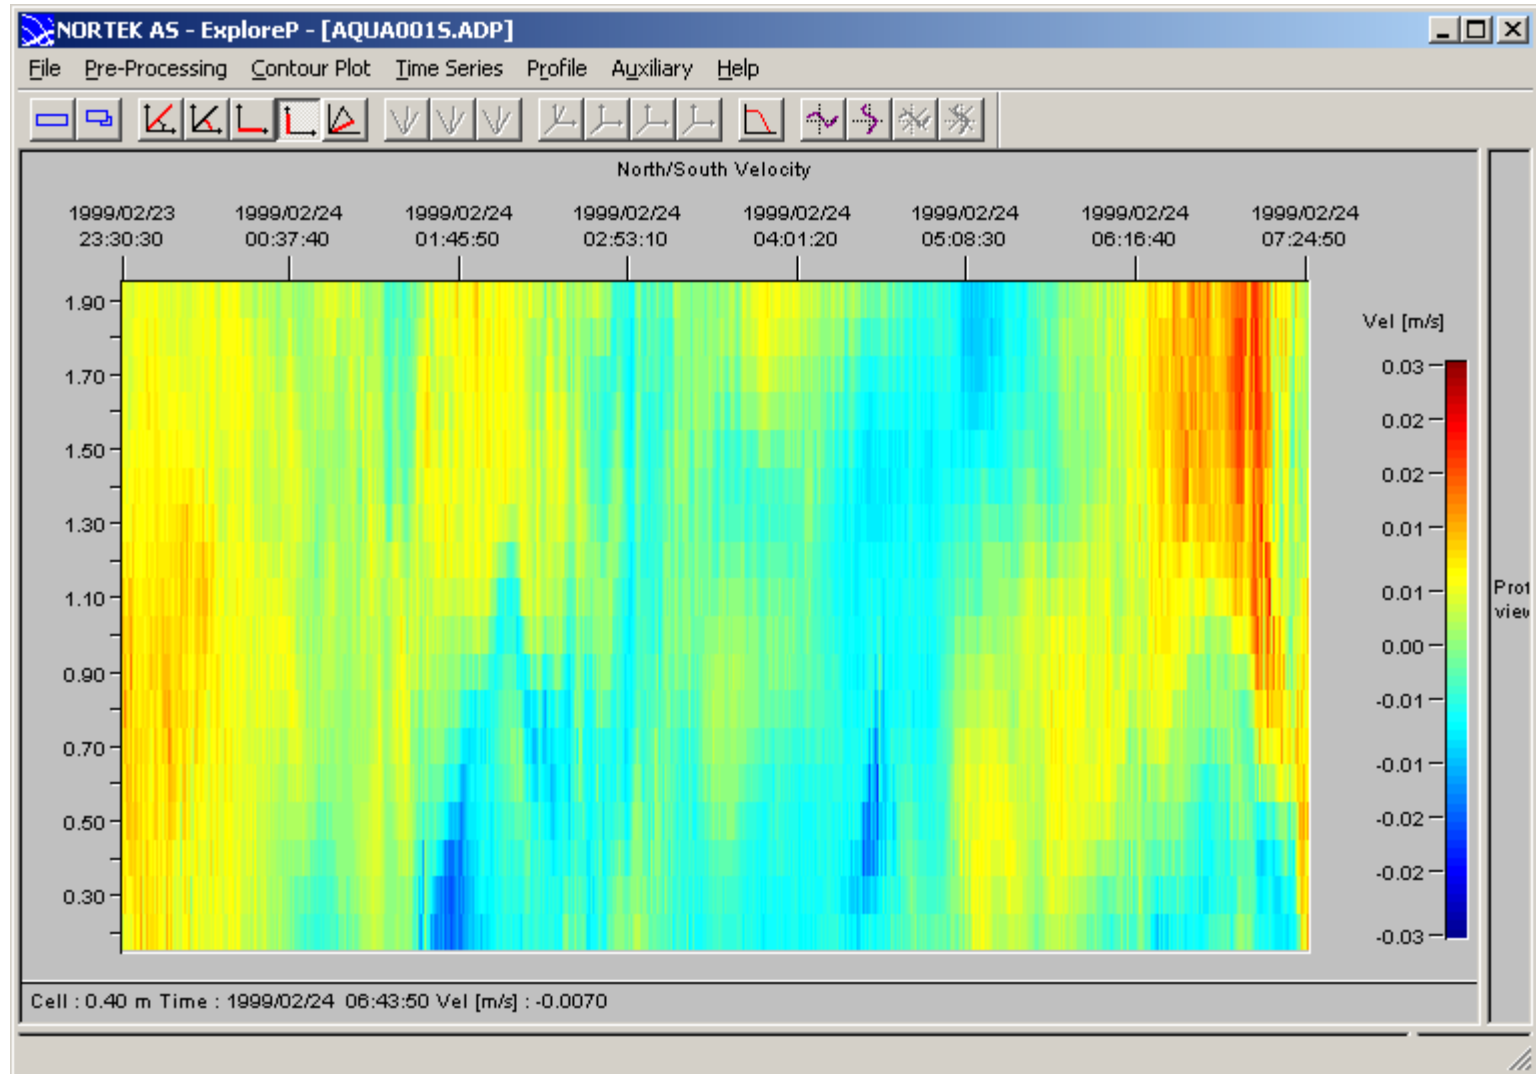 NORTEK AS - ExploreP - [AQUA001S.ADP]
File Pre-Processing Contour Plot Time Series Profile Auxiliary Help
North/South Velocity
1999/02/23 1999/02/24 1999/02/24 1999/02/24 1999/02/24 1999/02/24 1999/02/24 1999/02/24
23:30:30 00:37:40 01:45:50 02:53:10 04:01:20 05:08:30 06:16:40 07:24:50
1.90
1.70
1.50
1.30
1.10
0.90
0.70
0.50
0.30
Vel [m/s]
0.03
0.02
0.02
0.01
0.01
0.00
-0.01
-0.01
-0.02
-0.02
-0.03
Cell : 0.40 m Time : 1999/02/24 06:43:50 Vel [m/s] : -0.0070